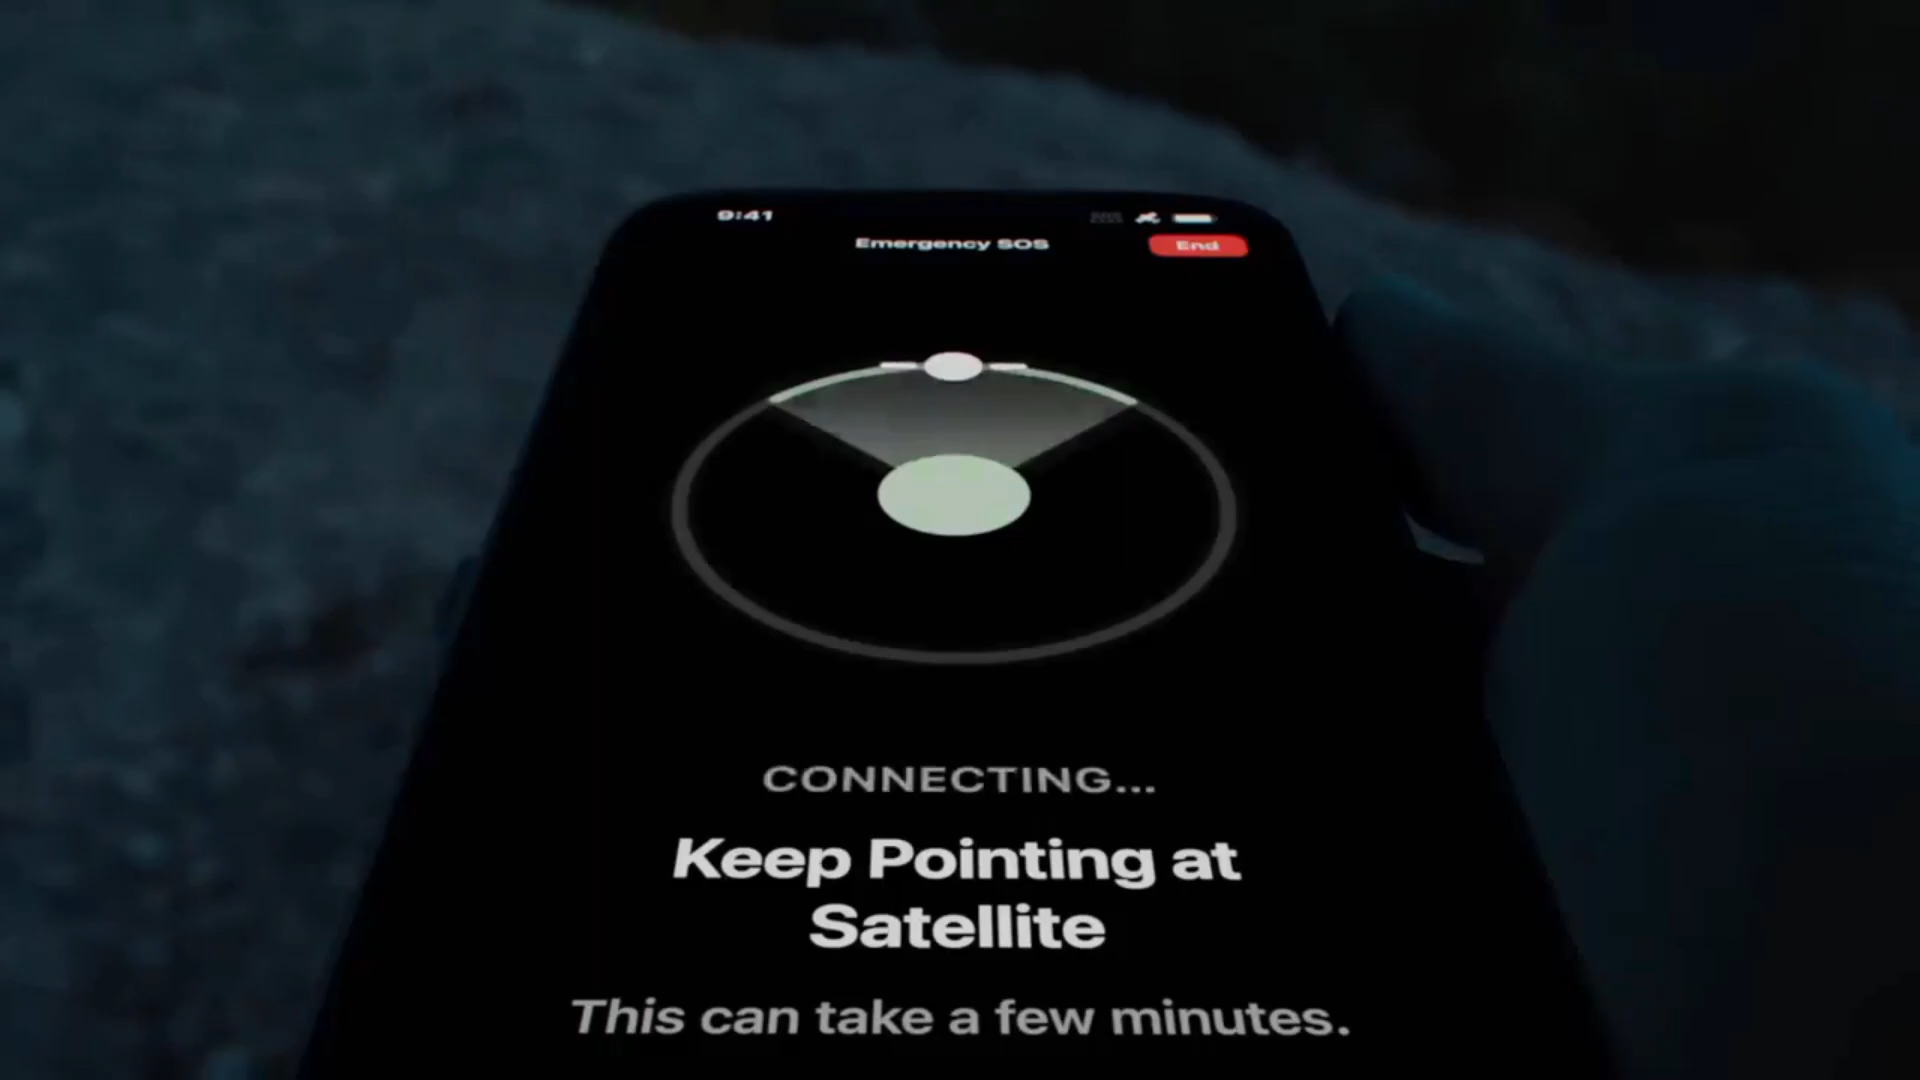 9:41
Emergency SOS
End
CONNECTING...
Keep Pointing at
Satellite
This can take a few minutes.